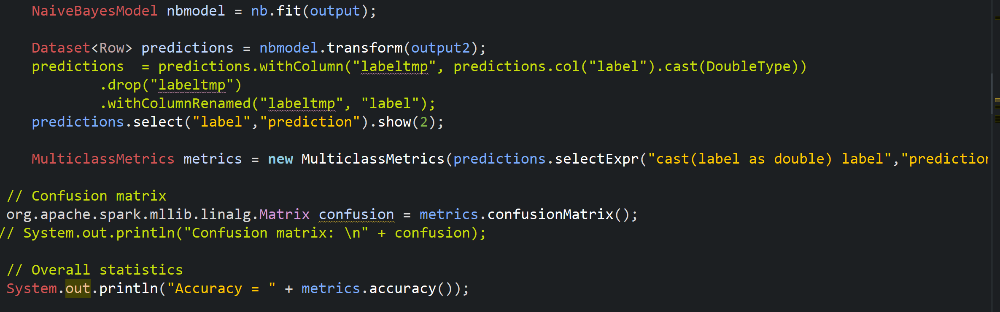 NaiveBayesModel nbmodel = nb.fit(output);
Dataset<Row> predictions = nbmodel.transform(output2);
predictions  = predictions.withColumn("labeltmp", predictions.col("label").cast(DoubleType))
.drop("labeltmp")
.withColumnRenamed("labeltmp", "label");
predictions.select("label","prediction").show(2);
MulticlassMetrics metrics = new MulticlassMetrics(predictions.selectExpr("cast(label as double) label","prediction
// Confusion matrix
org.apache.spark.mllib.linalg.Matrix confusion = metrics.confusionMatrix();
// System.out.println("Confusion matrix: \n" + confusion);
// Overall statistics
System.out.println("Accuracy = " + metrics.accuracy());